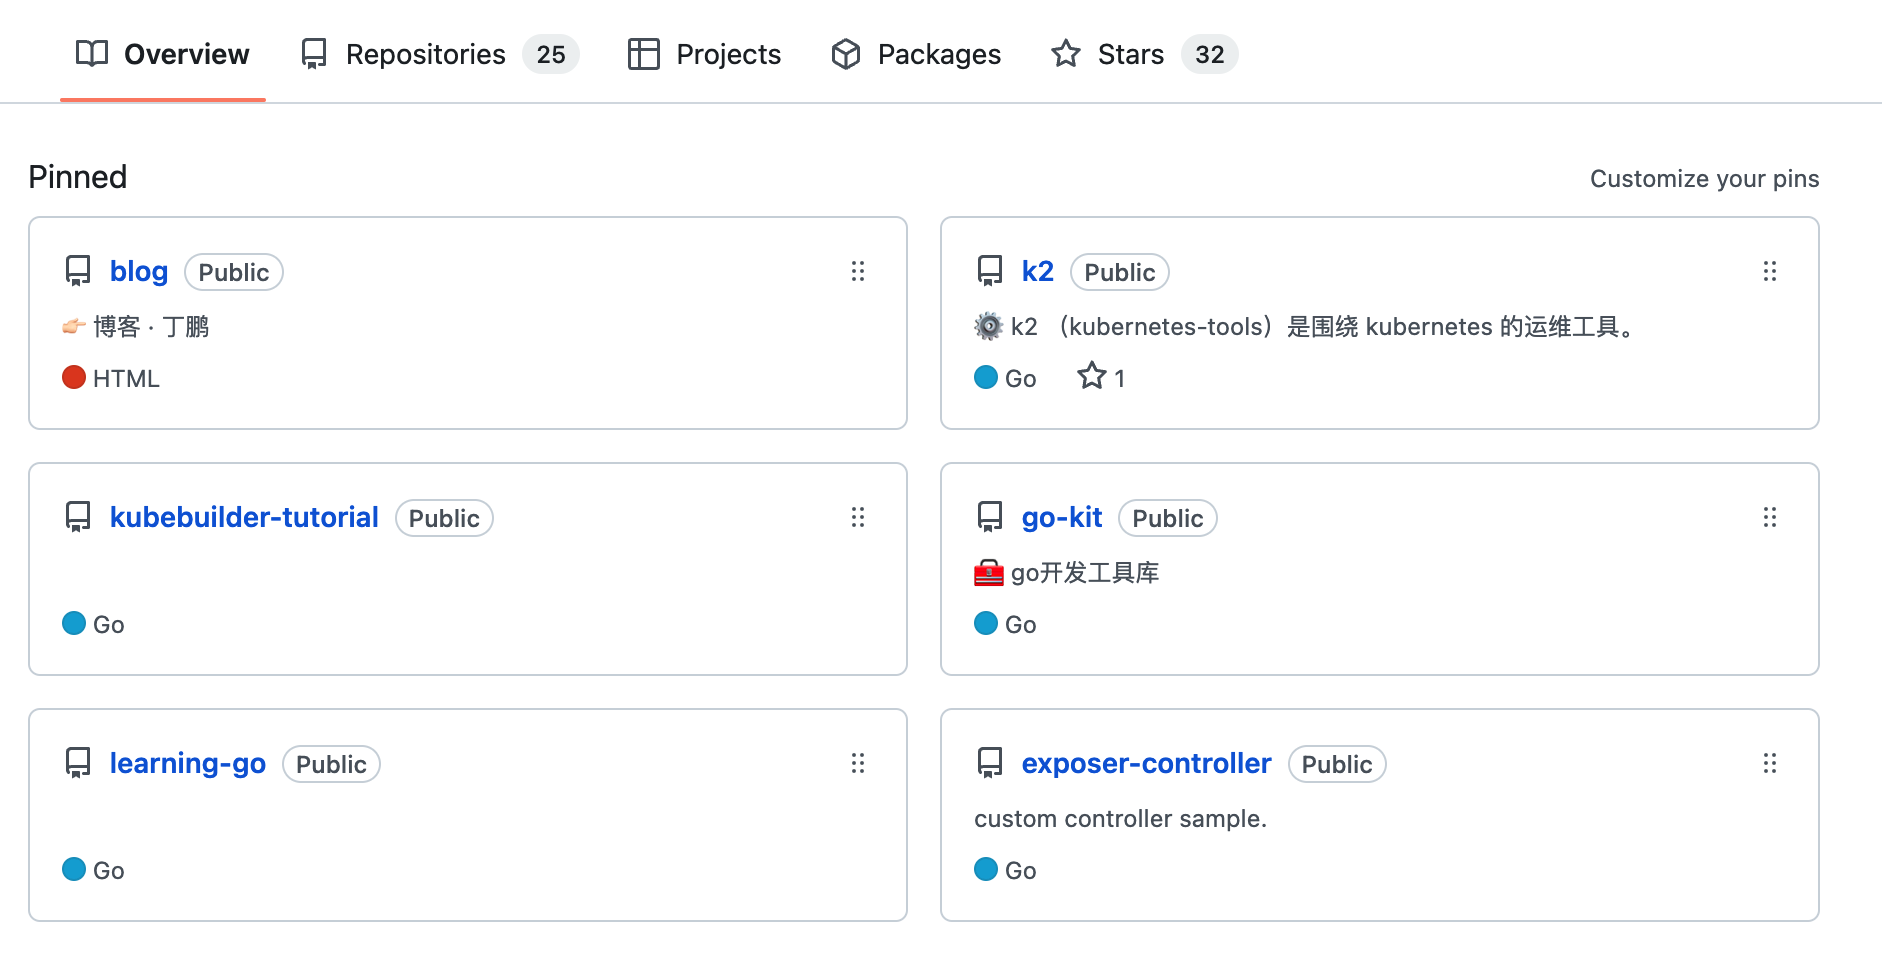 Overview Repositories 25 Projects Packages Stars 32
Pinned
Customize your pins
blog Public
👉🏻 博客 · 丁鹏
HTML
k2 Public
⚙️ k2 （kubernetes-tools）是围绕 kubernetes 的运维工具。
Go 1
kubebuilder-tutorial Public
Go
go-kit Public
🧰 go开发工具库
Go
learning-go Public
Go
exposer-controller Public
custom controller sample.
Go